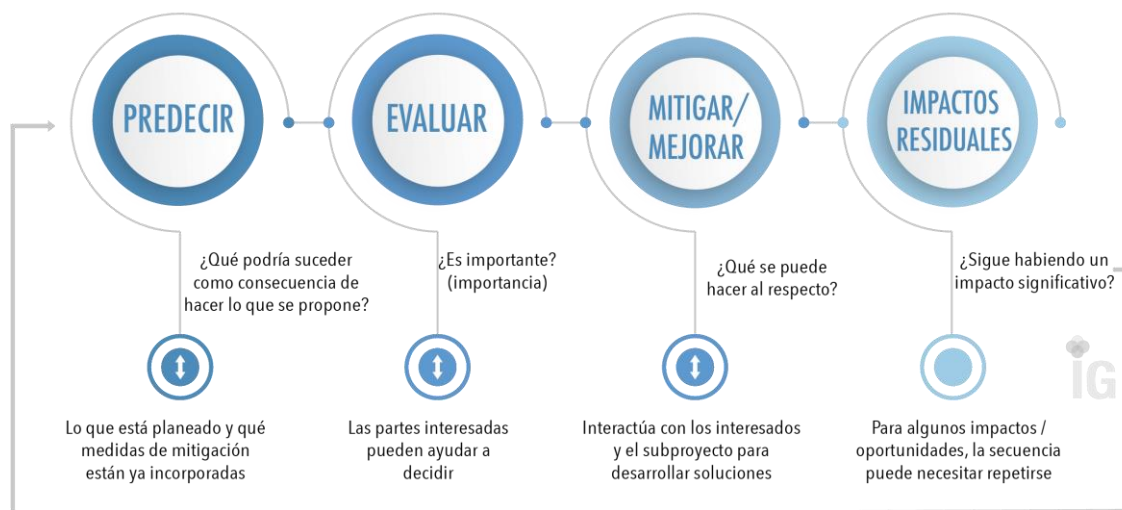 PREDECIR
¿Qué podría suceder
como consecuencia de
hacer lo que se propone?
Lo que está planeado y qué
medidas de mitigación
están ya incorporadas
EVALUAR
¿Es importante?
(importancia)
Las partes interesadas
pueden ayudar a
decidir
MITIGAR/
MEJORAR
¿Qué se puede
hacer al respecto?
Interactúa con los interesados
y el subproyecto para
desarrollar soluciones
IMPACTOS
RESIDUALES
¿Sigue habiendo un
impacto significativo?
Para algunos impactos /
oportunidades, la secuencia
puede necesitar repetirse
iG